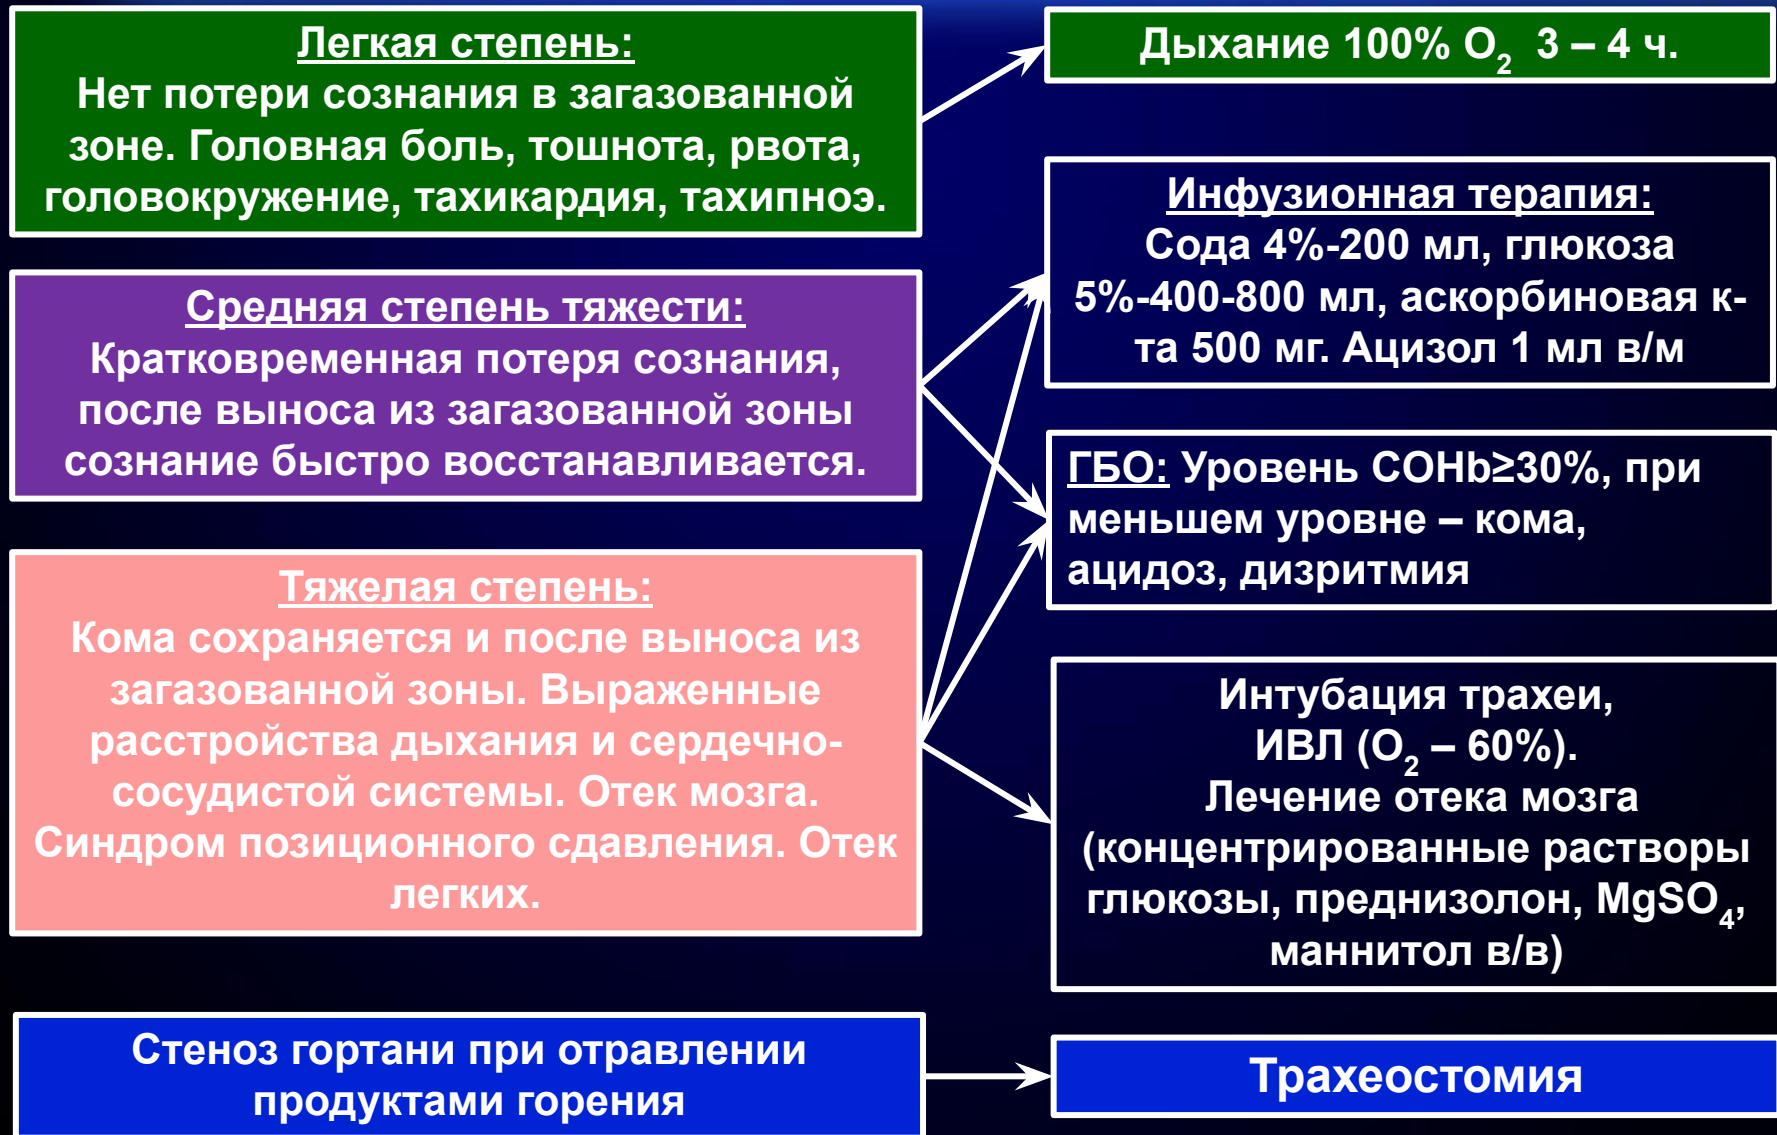 Легкая степень:
Нет потери сознания в загазованной
зоне. Головная боль, тошнота, рвота,
головокружение, тахикардия, тахипноэ.
Дыхание 100% O₂ 3 – 4 ч.
Инфузионная терапия:
Сода 4%-200 мл, глюкоза
5%-400-800 мл, аскорбиновая к-
та 500 мг. Ацизол 1 мл в/м
Средняя степень тяжести:
Кратковременная потеря сознания,
после выноса из загазованной зоны
сознание быстро восстанавливается.
ГБО: Уровень COHb≥30%, при
меньшем уровне – кома,
ацидоз, дизритмия
Тяжелая степень:
Кома сохраняется и после выноса из
загазованной зоны. Выраженные
расстройства дыхания и сердечно-
сосудистой системы. Отек мозга.
Синдром позиционного сдавления. Отек
легких.
Интубация трахеи,
ИВЛ (O₂ – 60%).
Лечение отека мозга
(концентрированные растворы
глюкозы, преднизолон, MgSO₄,
маннитол в/в)
Стеноз гортани при отравлении
продуктами горения
Трахеостомия